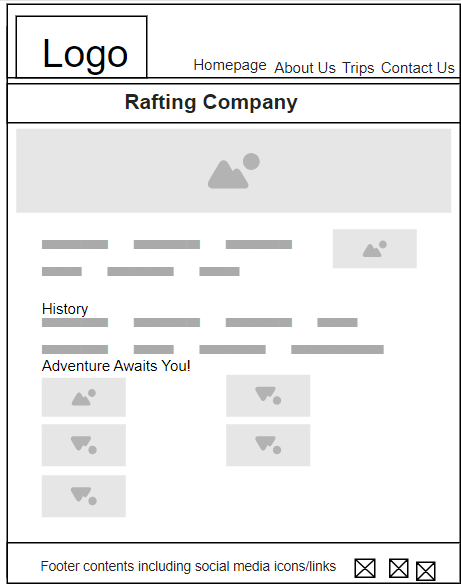 Logo
Homepage About Us Trips Contact Us
Rafting Company
History
Adventure Awaits You!
Footer contents including social media icons/links